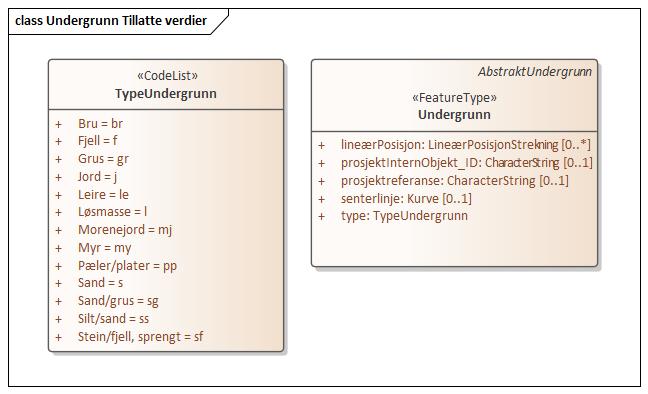 class Undergrunn Tillatte verdier
«CodeList»
TypeUndergrunn
+ Bru = br
+ Fjell = f
+ Grus = gr
+ Jord = j
+ Leire = le
+ Løsmasse = l
+ Morenejord = mj
+ Myr = my
+ Pæler/plater = pp
+ Sand = s
+ Sand/grus = sg
+ Silt/sand = ss
+ Stein/fjell, sprengt = sf
AbstraktUndergrunn
«FeatureType»
Undergrunn
+ lineærPosisjon: LineærPosisjonStrekning [0..*]
+ prosjektInternObjekt_ID: CharacterString [0..1]
+ prosjektreferanse: CharacterString [0..1]
+ senterlinje: Kurve [0..1]
+ type: TypeUndergrunn